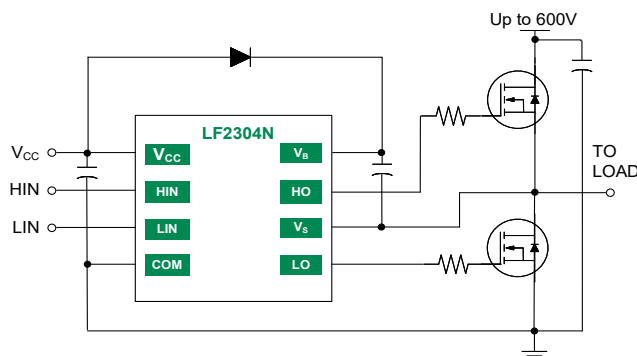 Up to 600V
LF2304N
VCC
VCC
VB
HIN
HIN
HO
LIN
LIN
VS
COM
LO
TO
LOAD